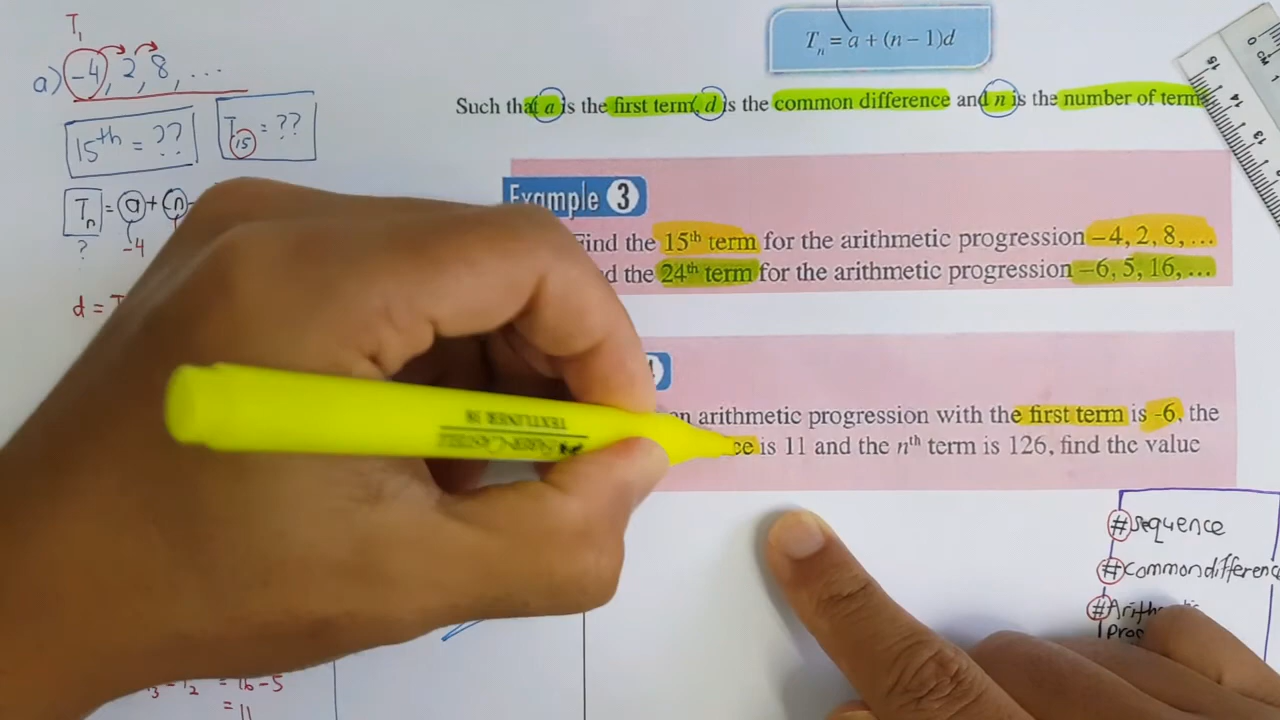 T₁
a) -4, 2, 8, ...
15th = ??
T15 = ??
Tn = a + (n
? -4
d =
Tn = a + (n – 1)d
Such that a is the first term, d is the common difference and n is the number of term
Example 3
Find the 15th term for the arithmetic progression –4, 2, 8, ...
the 24th term for the arithmetic progression –6, 5, 16, ...
arithmetic progression with the first term is -6, the
is 11 and the nth term is 126, find the value
TEXTLINER
#sequence
#commondifference
= 16 - 5
= 11